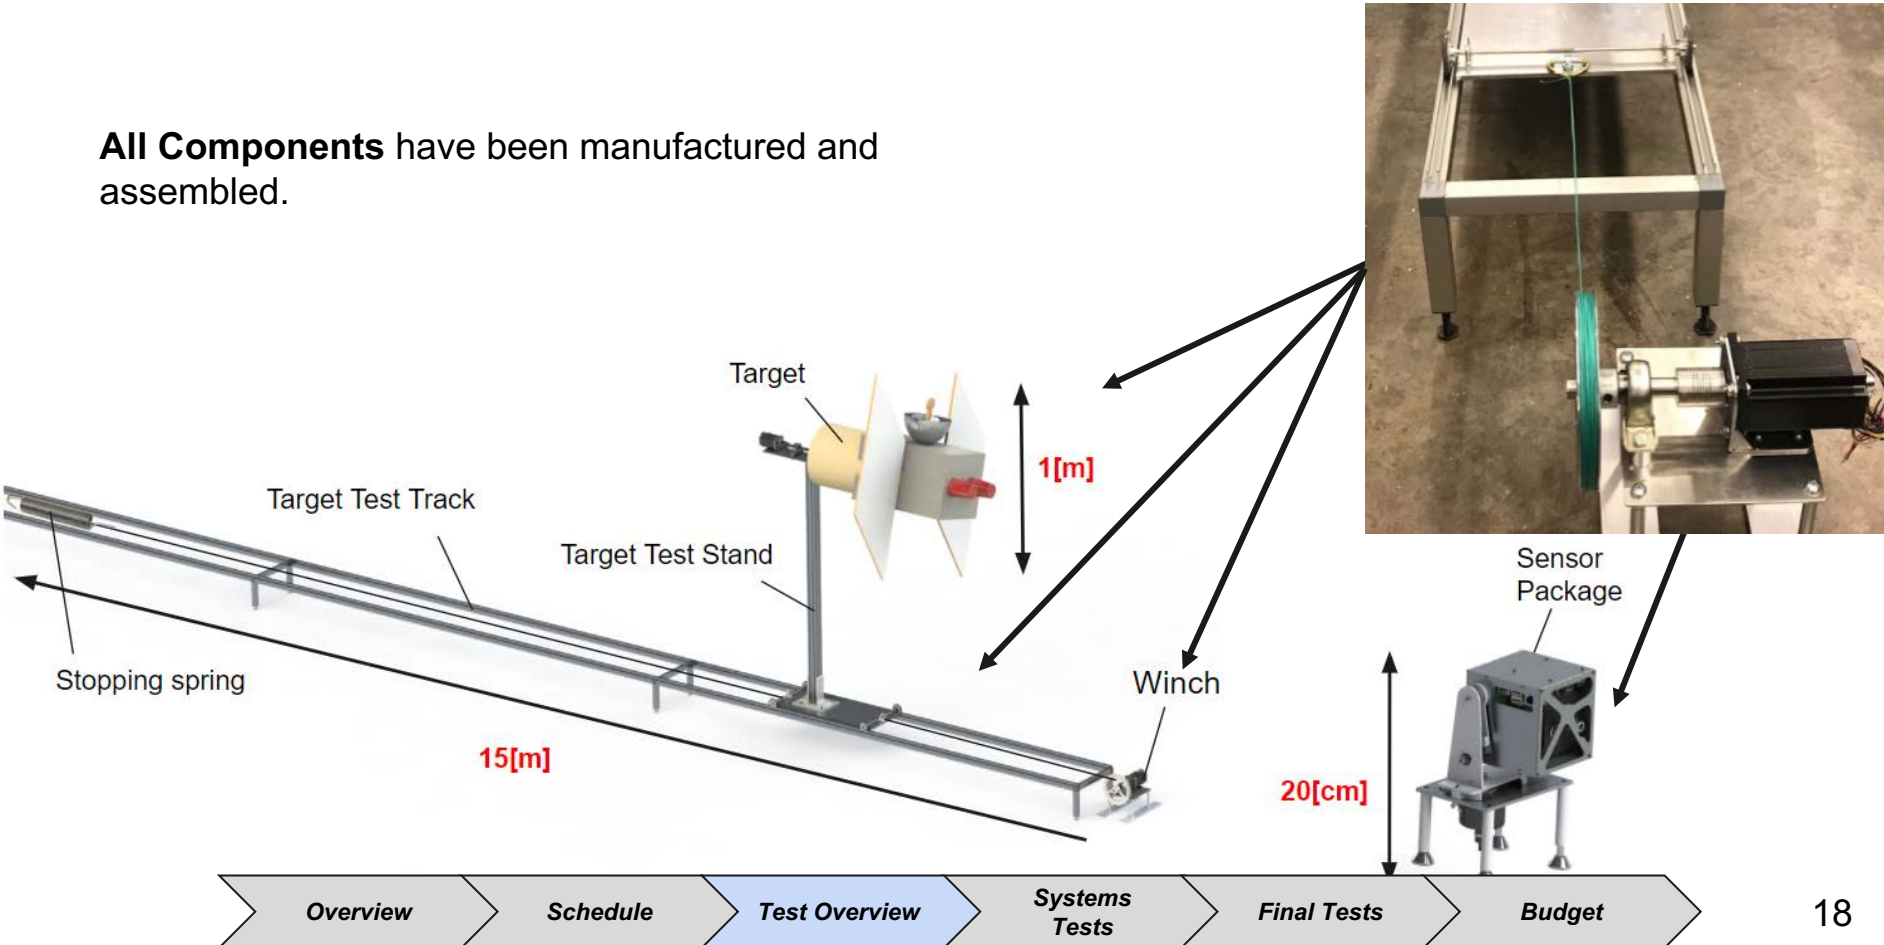 All Components have been manufactured and
assembled.
Target
1[m]
Target Test Track
Target Test Stand
Sensor
Package
Stopping spring
Winch
15[m]
20[cm]
Overview
Schedule
Test Overview
Systems
Tests
Final Tests
Budget
18